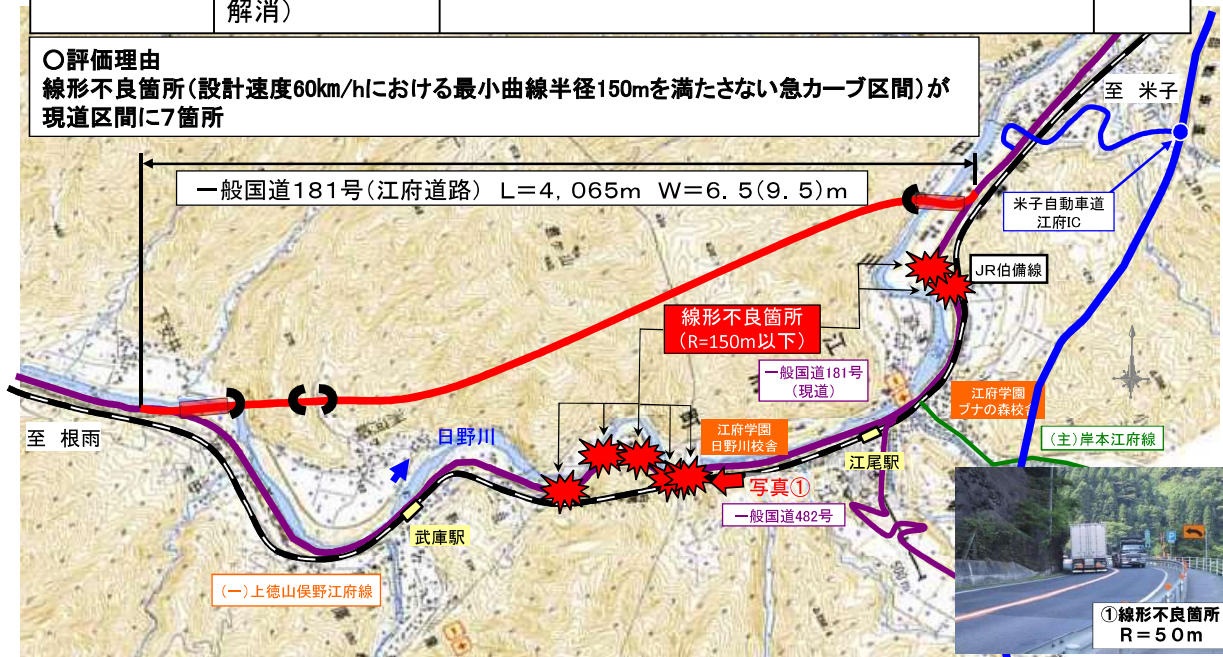 解消)
○評価理由
線形不良箇所(設計速度60km/hにおける最小曲線半径150mを満たさない急カーブ区間)が
現道区間に7箇所
至 米子
一般国道181号(江府道路) L=4,065m W=6.5(9.5)m
米子自動車道
江府IC
JR伯備線
線形不良箇所
(R=150m以下)
一般国道181号
(現道)
江府学園
ブナの森校舎
江府学園
日野川校舎
(主)岸本江府線
至 根雨
日野川
江尾駅
写真①
一般国道482号
武庫駅
(一)上徳山俣野江府線
①線形不良箇所
R=50m